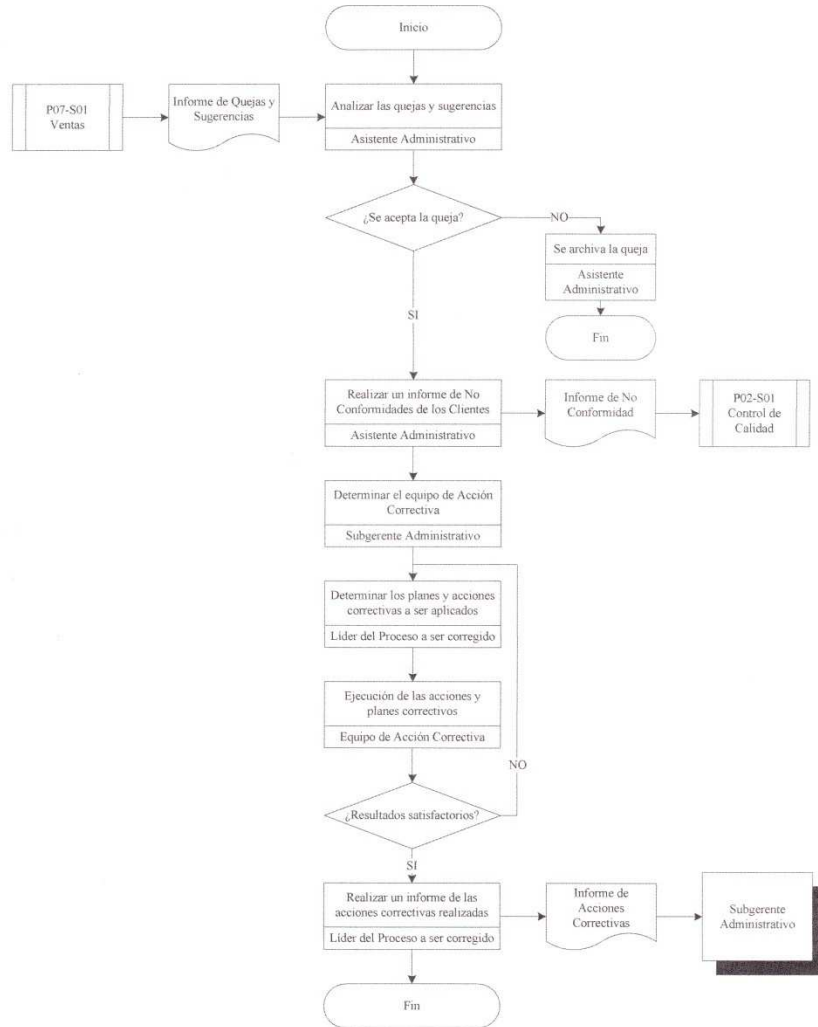 Inicio
P07-S01
Ventas
Informe de Quejas y
Sugerencias
Analizar las quejas y sugerencias
Asistente Administrativo
¿Se acepta la queja?
NO
Se archiva la queja
Asistente
Administrativo
Fin
SI
Realizar un informe de No
Conformidades de los Clientes
Asistente Administrativo
Informe de No
Conformidad
P02-S01
Control de
Calidad
Determinar el equipo de Acción
Correctiva
Subgerente Administrativo
Determinar los planes y acciones
correctivas a ser aplicados
Líder del Proceso a ser corregido
Ejecución de las acciones y
planes correctivos
Equipo de Acción Correctiva
NO
¿Resultados satisfactorios?
SI
Realizar un informe de las
acciones correctivas realizadas
Líder del Proceso a ser corregido
Informe de
Acciones
Correctivas
Subgerente
Administrativo
Fin